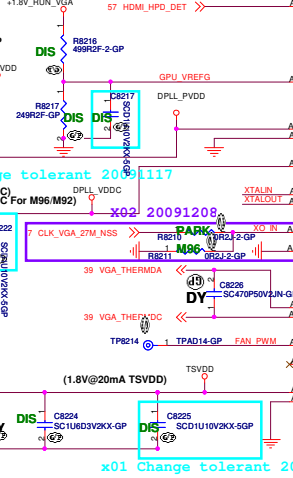 +1.8V_RUN_VGA
57 HDMI_HPD_DET
DIS
R8216
499R2F-2-GP
GPU_VREFG
VDD
DPLL_PVDD
R8217
249R2F-GP
DIS
DIS
C8217
ge tolerant 20091117
C)
C For M96/M92)
DPLL_VDDC
XTALIN
XTALOUT
X02 20091208
7 CLK_VGA_27M_NSS
PARK
R8210
0R2J-2-GP
XO_IN
M96
R8211
0R2J-2-GP
222
39 VGA_THERMDA
DY
C8226
SC470P50V2JN-G
39 VGA_THERMDC
TP8214
TPAD14-GP
FAN_PWM
(1.8V@20mA TSVDD)
TSVDD
DIS
C8224
SC1U6D3V2KX-GP
DIS
C8225
SCD1U10V2KX-5GP
x01 Change tolerant 20